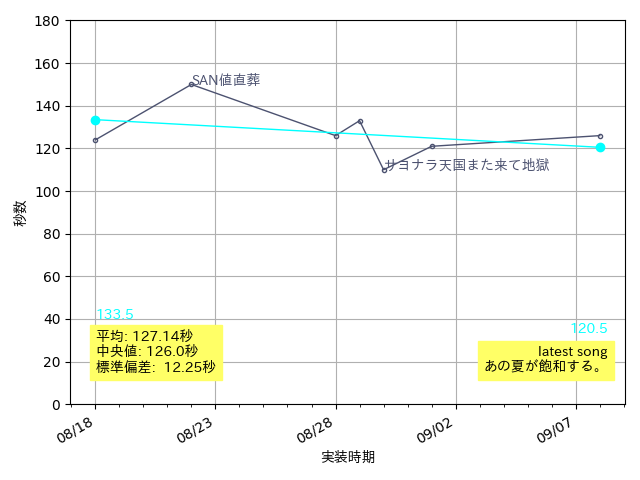 180
160
140
120
100
80
60
40
20
0
秒数
SAN値直葬
サヨナラ天国また来て地獄
133.5
120.5
平均: 127.14秒
中央値: 126.0秒
標準偏差: 12.25秒
latest song
あの夏が飽和する。
08/18
08/23
08/28
09/02
09/07
実装時期